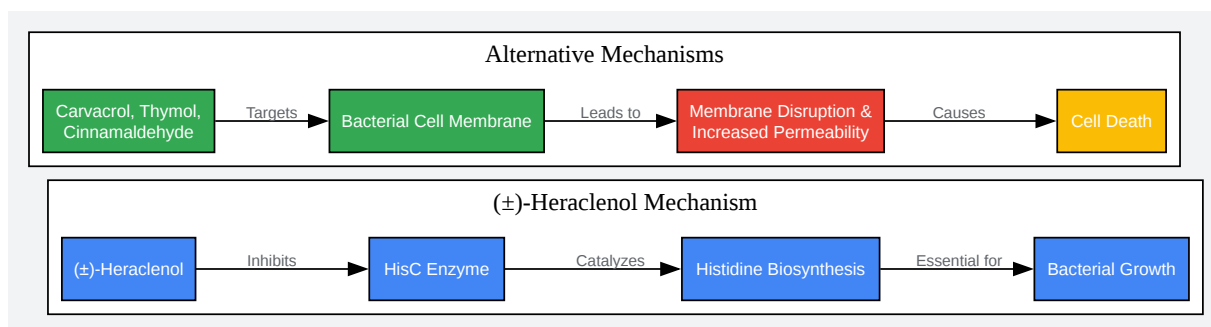 Alternative Mechanisms
Carvacrol, Thymol,
Cinnamaldehyde
Targets
Bacterial Cell Membrane
Leads to
Membrane Disruption &
Increased Permeability
Causes
Cell Death
(±)-Heraclenol Mechanism
(±)-Heraclenol
Inhibits
HisC Enzyme
Catalyzes
Histidine Biosynthesis
Essential for
Bacterial Growth